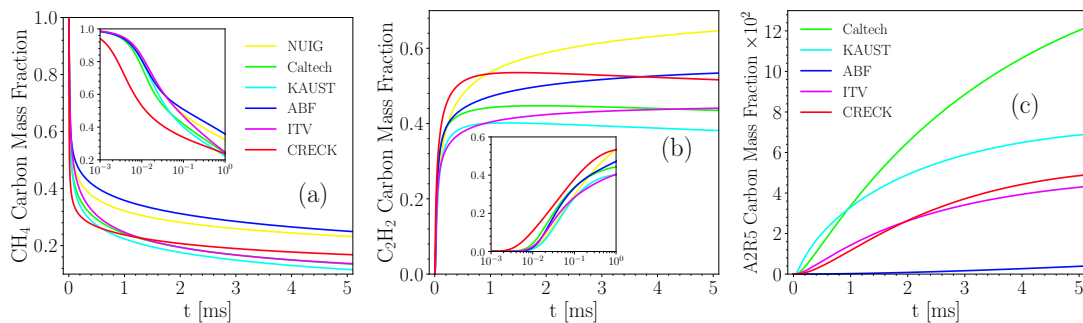 CH₄ Carbon Mass Fraction
1.0
0.8
0.6
0.4
0.2
0 1 2 3 4 5
t [ms]
1.0
0.8
0.6
0.4
0.2
10⁻³ 10⁻² 10⁻¹ 10⁰
NUIG
Caltech
KAUST
ABF
ITV
CRECK
(a)
C₂H₂ Carbon Mass Fraction
0.6
0.4
0.2
0.0
0 1 2 3 4 5
t [ms]
(b)
0.6
0.4
0.2
0.0
10⁻³ 10⁻² 10⁻¹ 10⁰
A2R5 Carbon Mass Fraction ×10²
12
10
8
6
4
2
0
0 1 2 3 4 5
t [ms]
Caltech
KAUST
ABF
ITV
CRECK
(c)